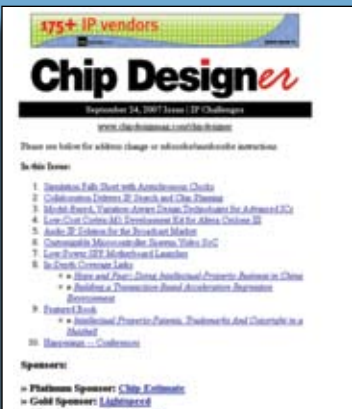 175+ IP vendors
Chip Designer
September 24, 2007 Issue | IP Challenges
www.chipdesignmag.com/chipdesigner
Please see below for address change or subscribe/unsubscribe instructions
In this Issue:
1. Simulation Falls Short with Asynchronous Clocks
2. Collaboration Delivers IP Search and Chip Planning
3. Model-Based, Variation-Aware Design Technologies for Advanced ICs
4. Low-Cost Cortex-M1 Development Kit for Altera Cyclone III
5. Audio IP Solution for the Broadcast Market
6. Customizable Microcontroller Spawns Video SoC
7. Low-Power SFF Motherboard Launches
8. In-Depth Coverage Links
» Hope and Fear: Doing Intellectual Property Business in China
» Building a Transaction-Based Acceleration Regression
Environment
9. Featured Book
» Intellectual Property-Patents, Trademarks And Copyright in a
Nutshell
10. Happenings -- Conferences
Sponsors:
» Platinum Sponsor: Chip Estimate
» Gold Sponsor: Lightspeed